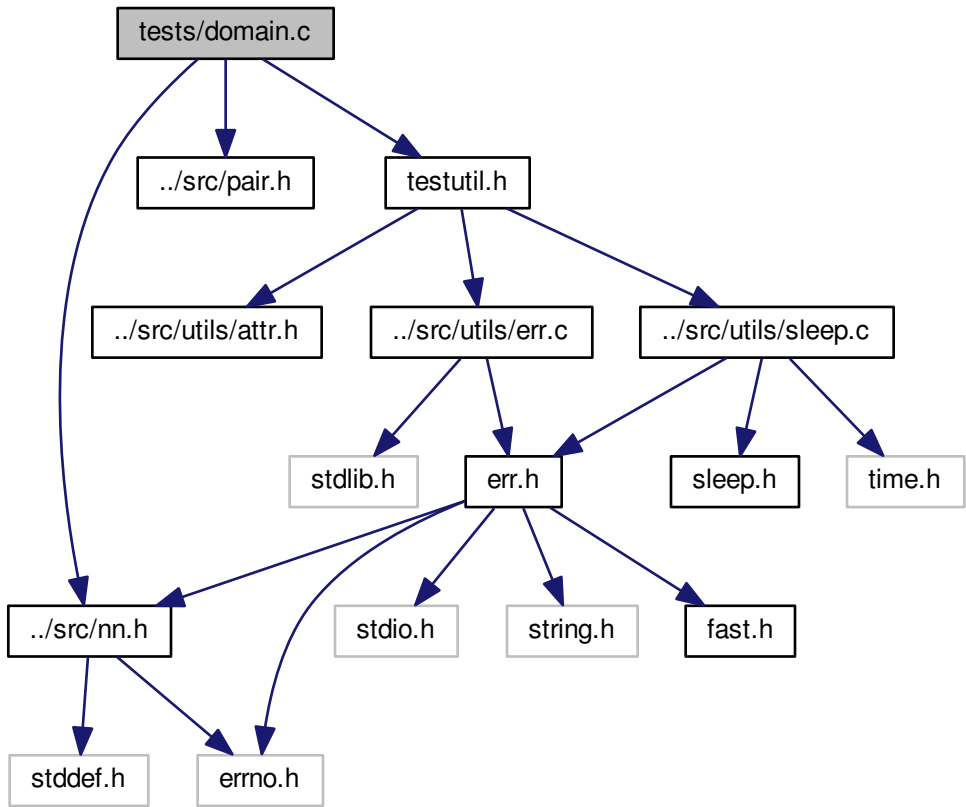 tests/domain.c
../src/pair.h
testutil.h
../src/utils/attr.h
../src/utils/err.c
../src/utils/sleep.c
stdlib.h
err.h
sleep.h
time.h
../src/nn.h
stdio.h
string.h
fast.h
stddef.h
errno.h